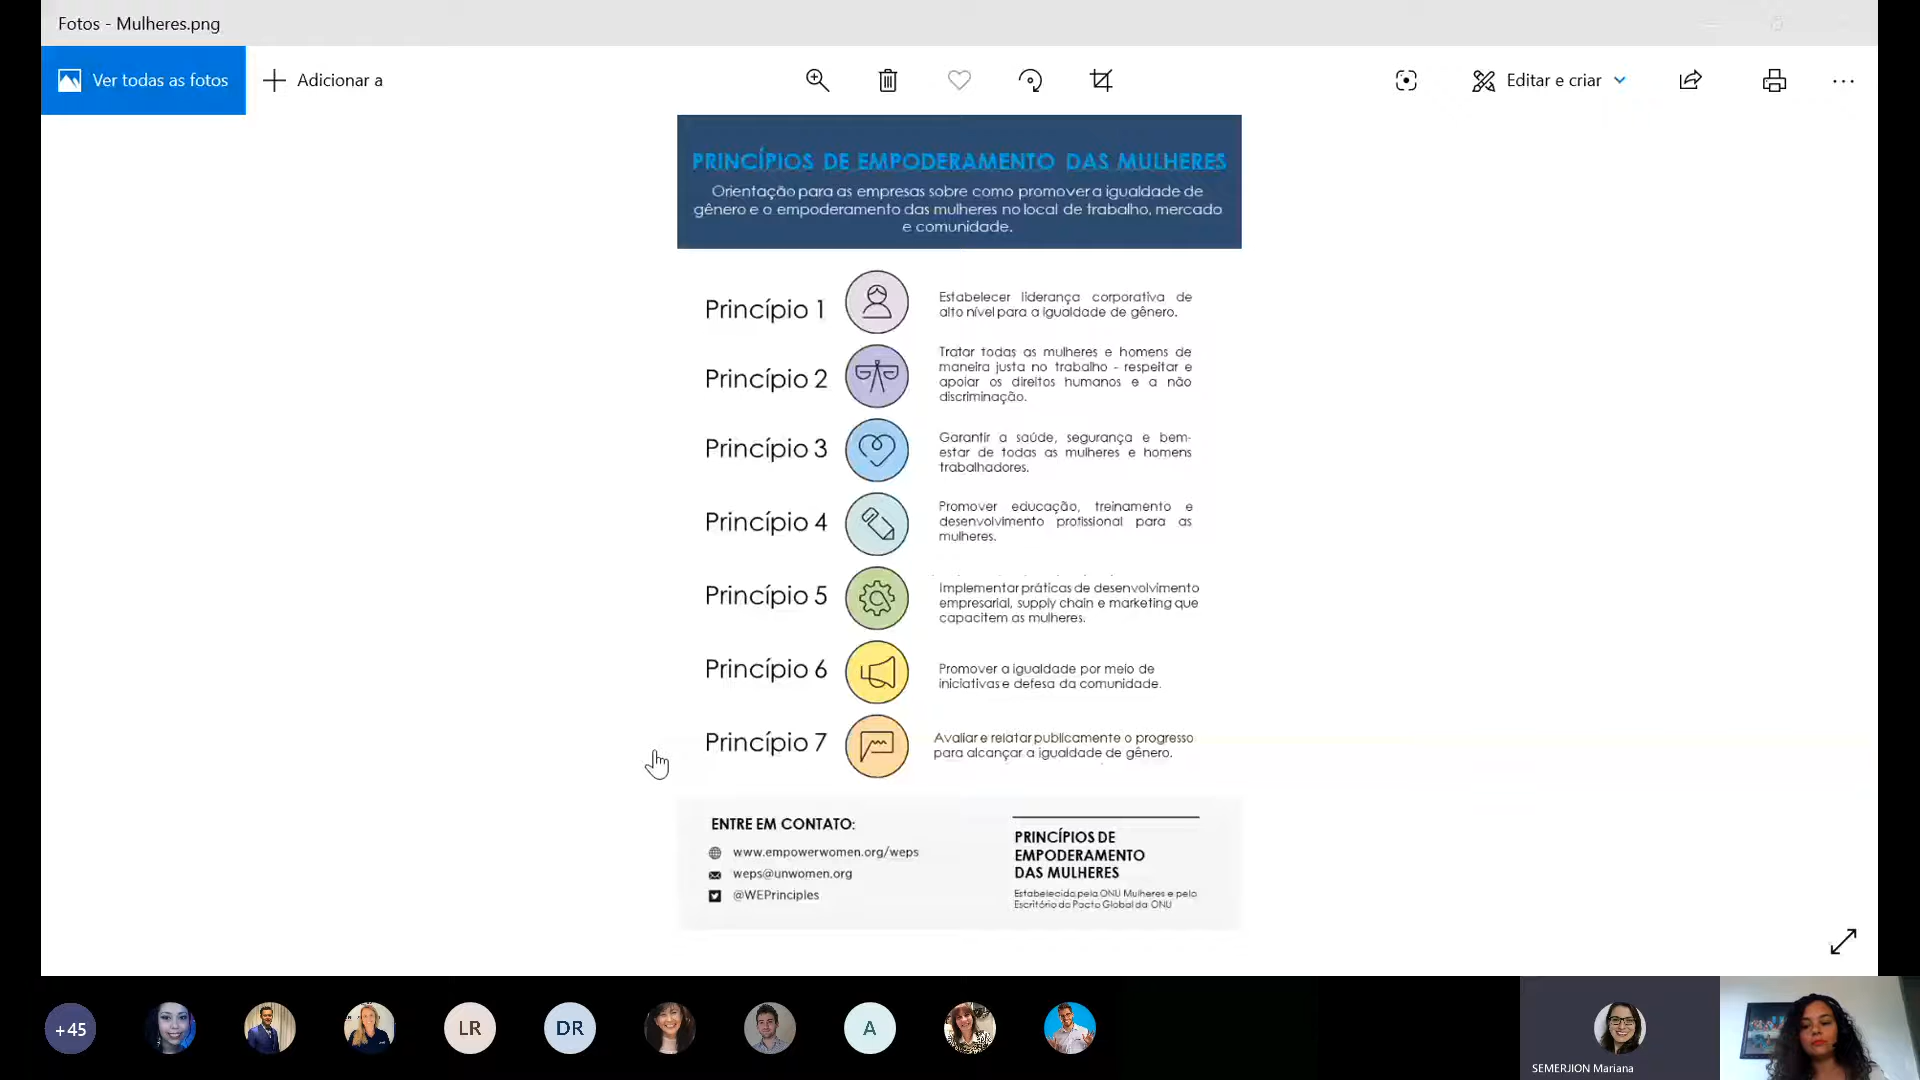 Fotos - Mulheres.png
Ver todas as fotos
Adicionar a
Editar e criar
PRINCÍPIOS DE EMPODERAMENTO DAS MULHERES
Orientação para as empresas sobre como promover a igualdade de
gênero e o empoderamento das mulheres no local de trabalho, mercado
e comunidade.
Princípio 1
Estabelecer liderança corporativa de
alto nível para a igualdade de gênero.
Princípio 2
Tratar todas as mulheres e homens de
maneira justa no trabalho - respeitar e
apoiar os direitos humanos e a não
discriminação.
Princípio 3
Garantir a saúde, segurança e bem-
estar de todas as mulheres e homens
trabalhadores.
Princípio 4
Promover educação, treinamento e
desenvolvimento profissional para as
mulheres.
Princípio 5
Implementar práticas de desenvolvimento
empresarial, supply chain e marketing que
capacitem as mulheres.
Princípio 6
Promover a igualdade por meio de
iniciativas e defesa da comunidade.
Princípio 7
Avaliar e relatar publicamente o progresso
para alcançar a igualdade de gênero.
ENTRE EM CONTATO:
www.empowerwomen.org/weps
weps@unwomen.org
@WEPrinciples
PRINCÍPIOS DE
EMPODERAMENTO
DAS MULHERES
Estabelecido pela ONU Mulheres e pelo
Escritório do Pacto Global da ONU
+45
LR
DR
A
SEMERJION Mariana